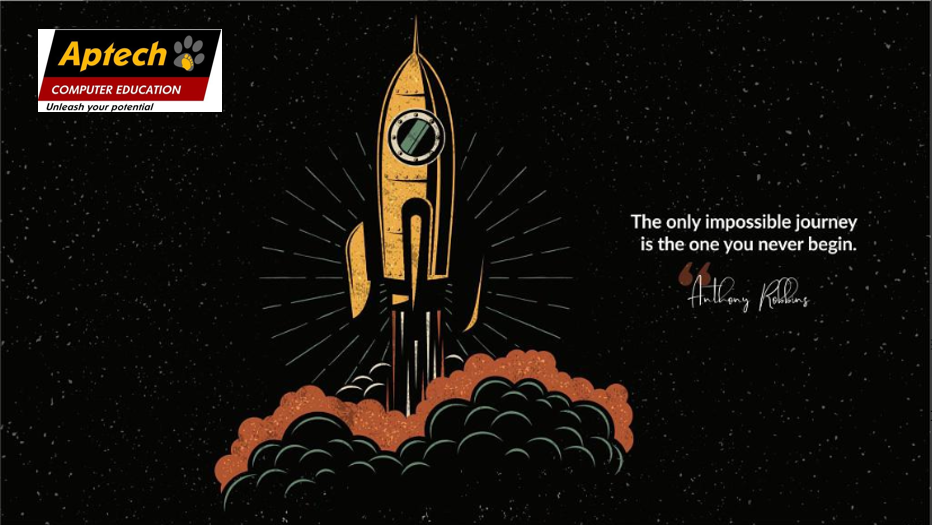 Aptech
COMPUTER EDUCATION
Unleash your potential
The only impossible journey
is the one you never begin.
“
Anthony Robbins